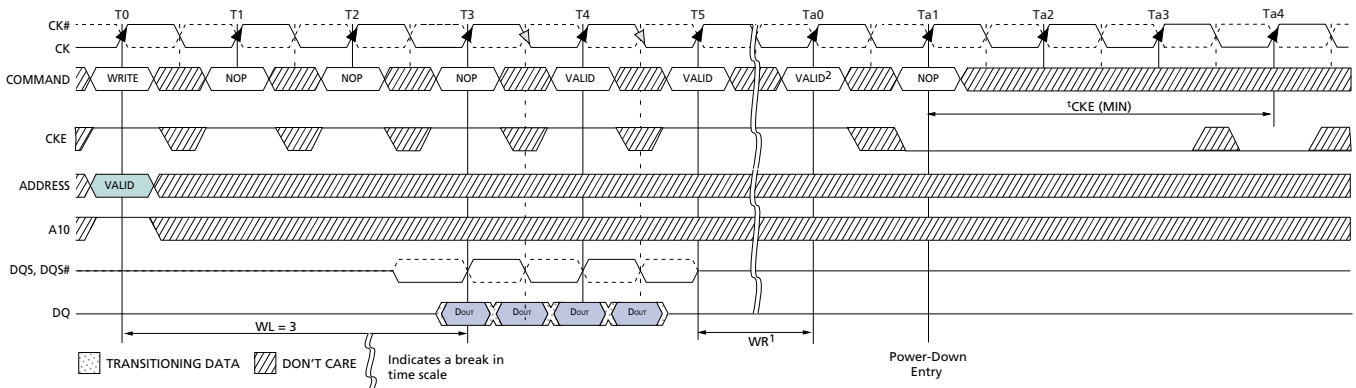 T0 T1 T2 T3 T4 T5 Ta0 Ta1 Ta2 Ta3 Ta4
CK#
CK
COMMAND WRITE NOP NOP NOP VALID VALID VALID2 NOP
tCKE (MIN)
CKE
ADDRESS VALID
A10
DQS, DQS#
DQ DOUT DOUT DOUT DOUT
WL = 3
WR1
TRANSITIONING DATA DON'T CARE Indicates a break in
time scale
Power-Down
Entry